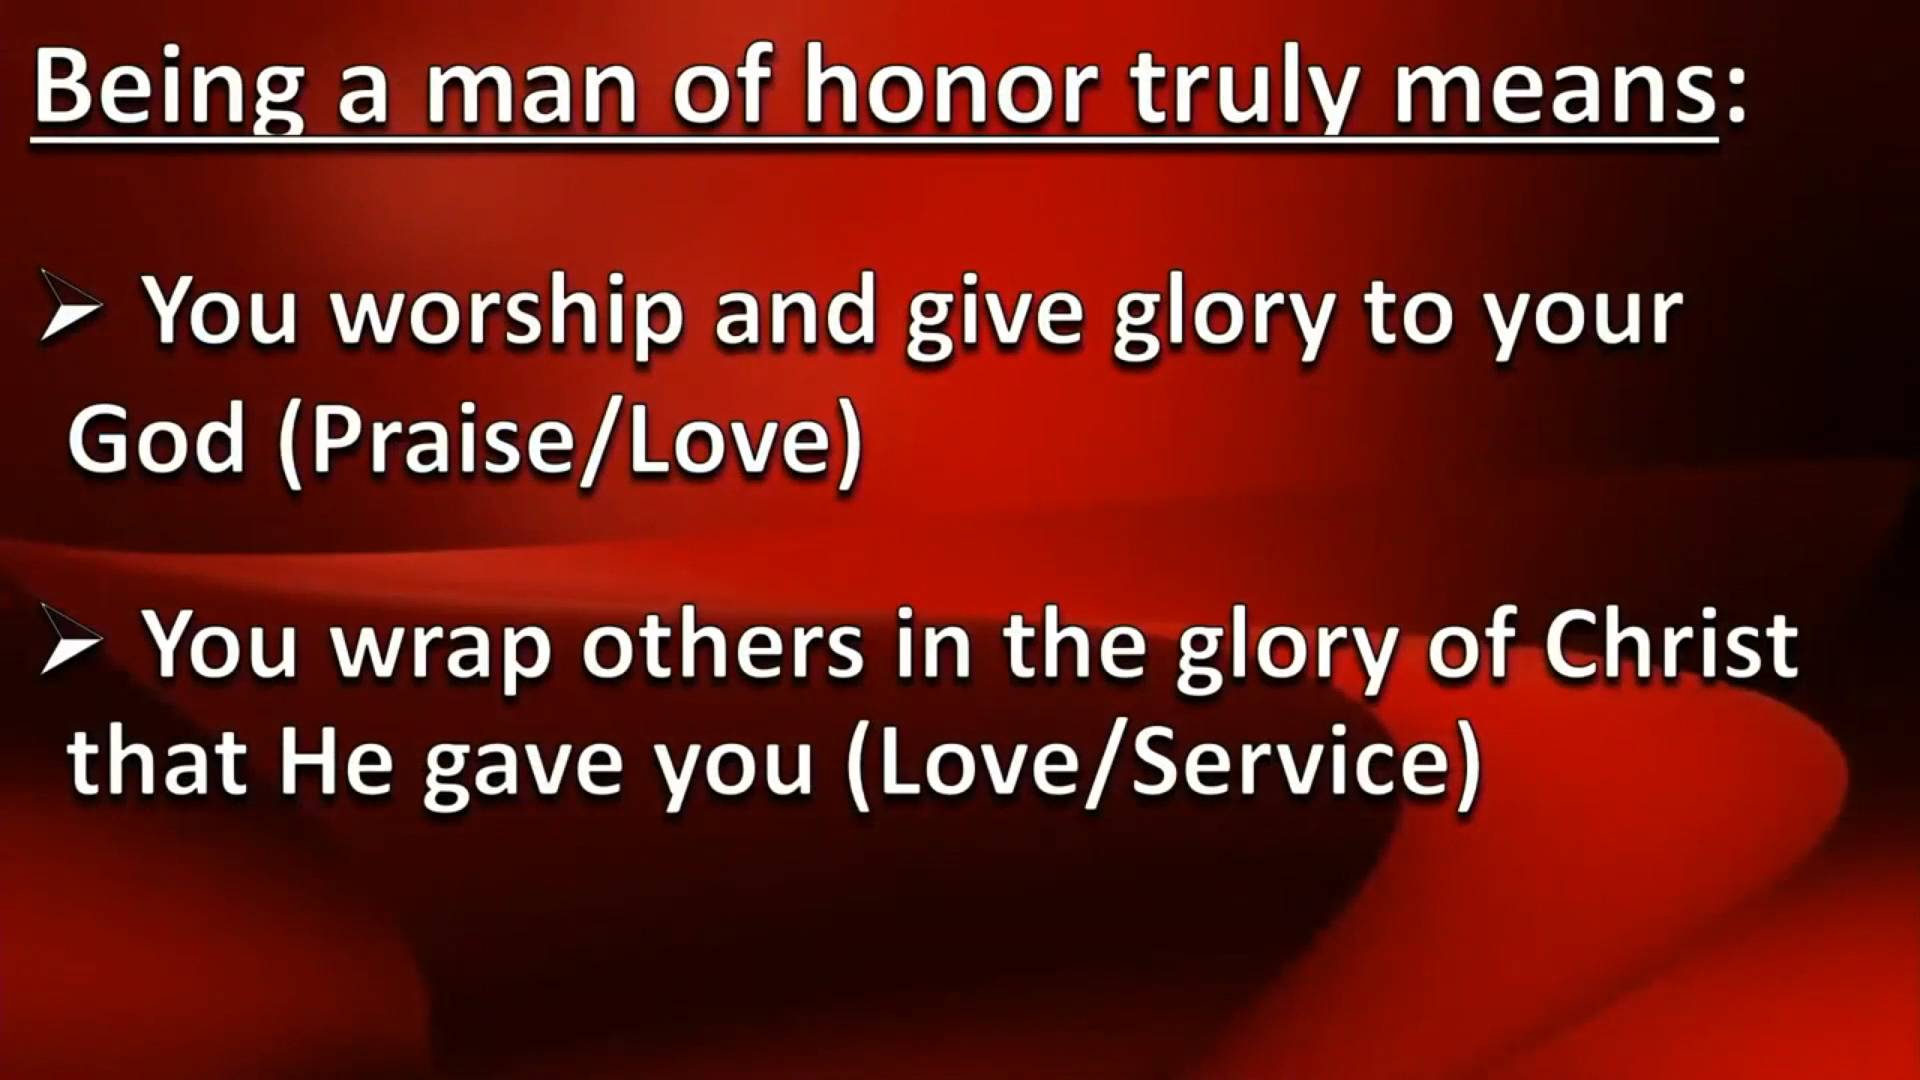 Being a man of honor truly means:
➢ You worship and give glory to your
God (Praise/Love)
➢ You wrap others in the glory of Christ
that He gave you (Love/Service)